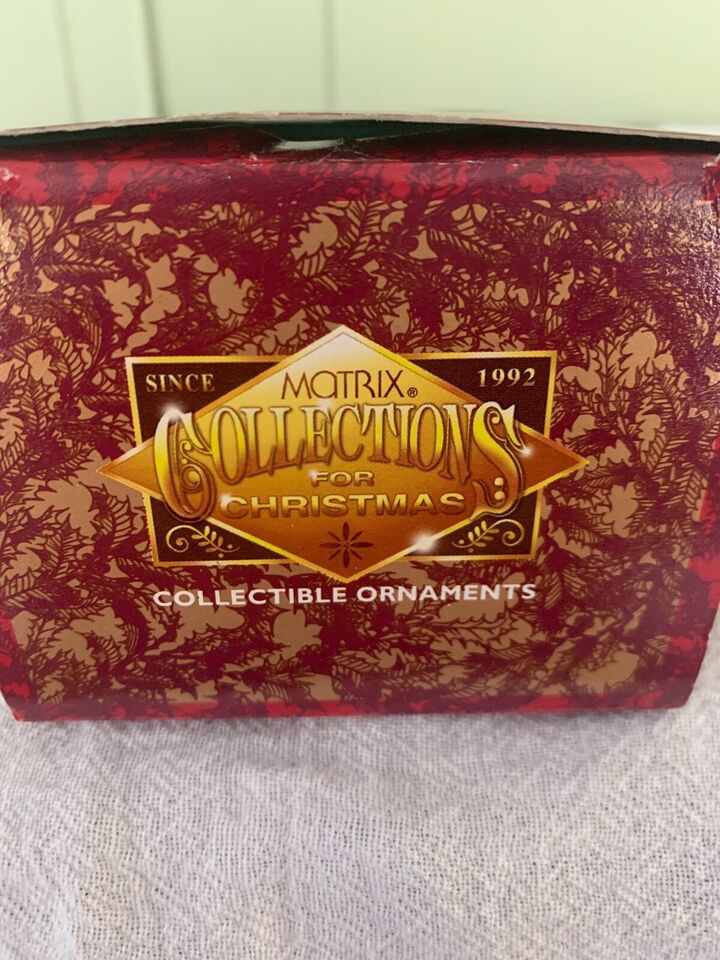 SINCE 1992
MATRIX®
COLLECTIONS
FOR
CHRISTMAS
COLLECTIBLE ORNAMENTS